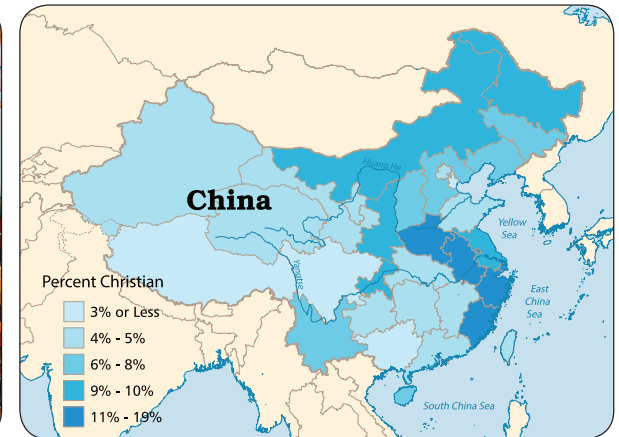 Huang He
China
Yellow
Sea
Yangtse
Percent Christian
3% or Less
4% - 5%
6% - 8%
9% - 10%
11% - 19%
East
China
Sea
South China Sea